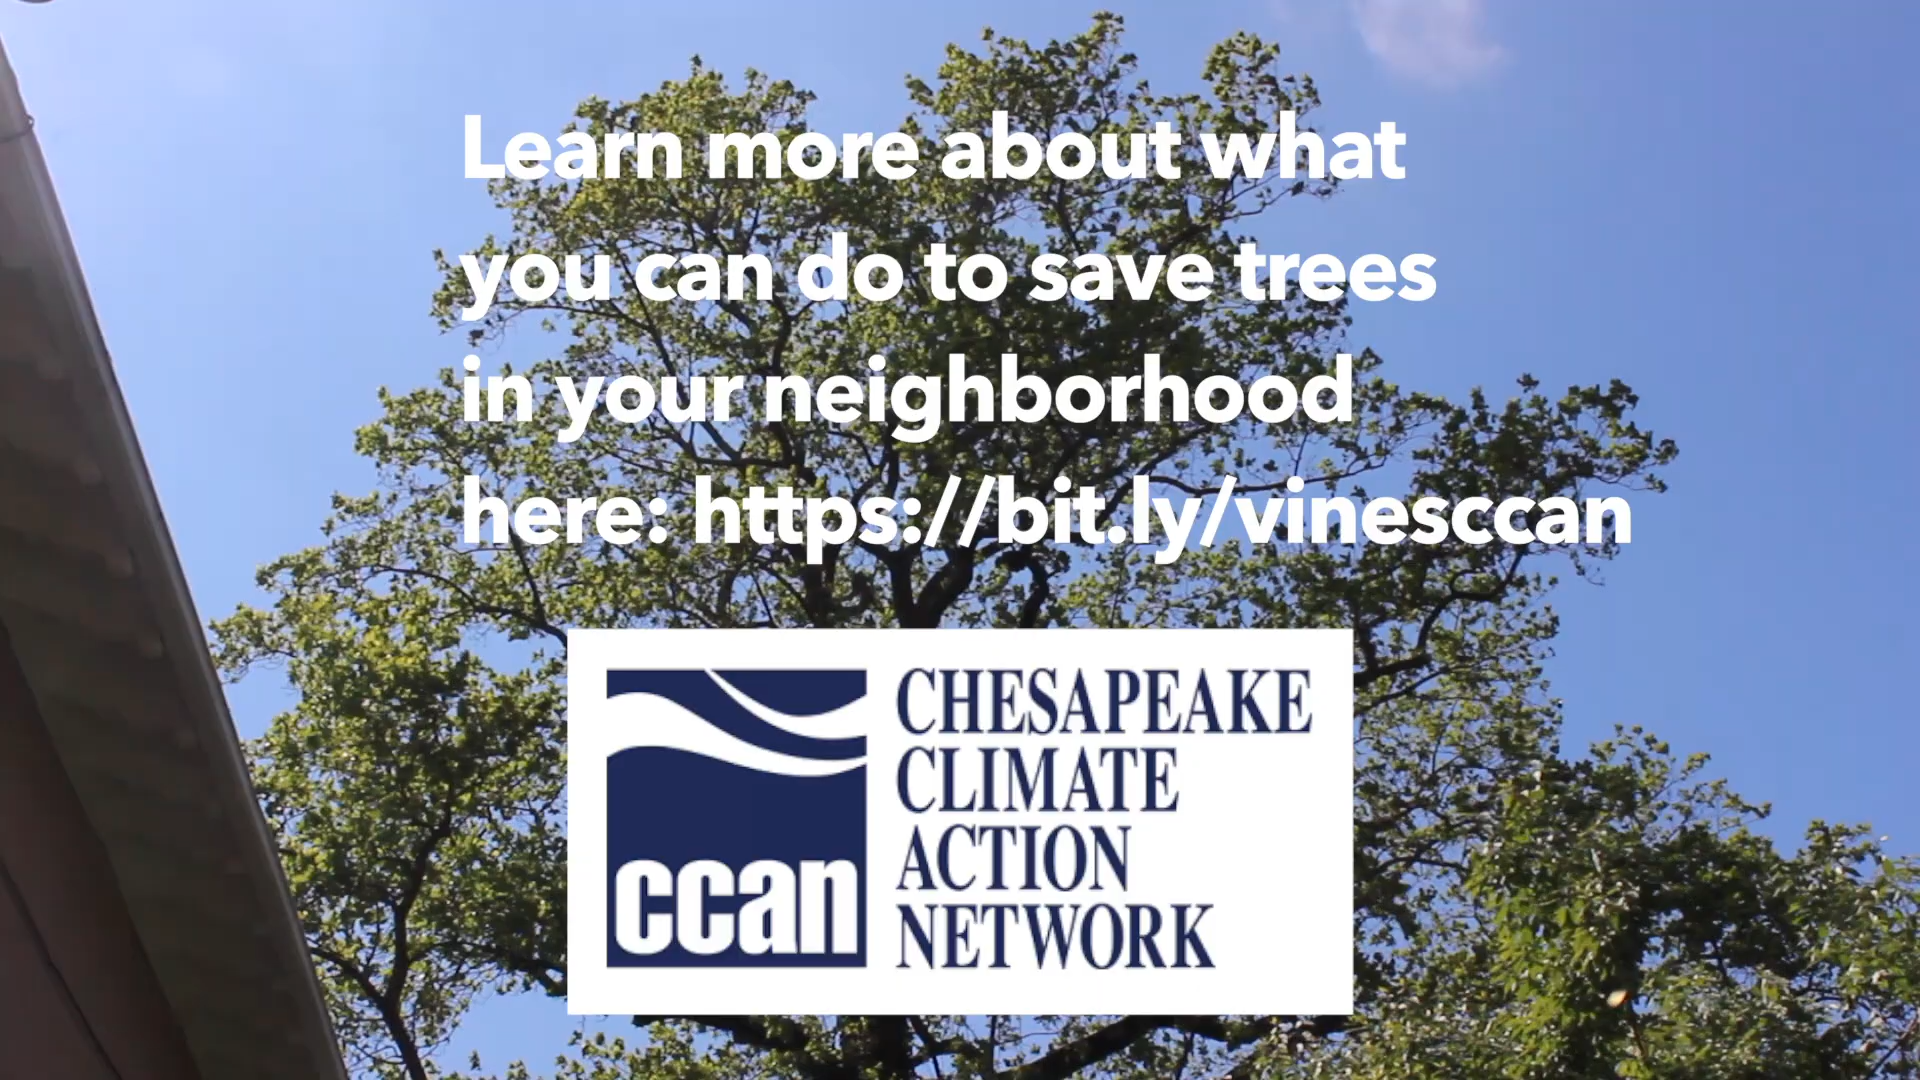 Learn more about what
you can do to save trees
in your neighborhood
here: https://bit.ly/vinesccan
ccan
CHESAPEAKE
CLIMATE
ACTION
NETWORK